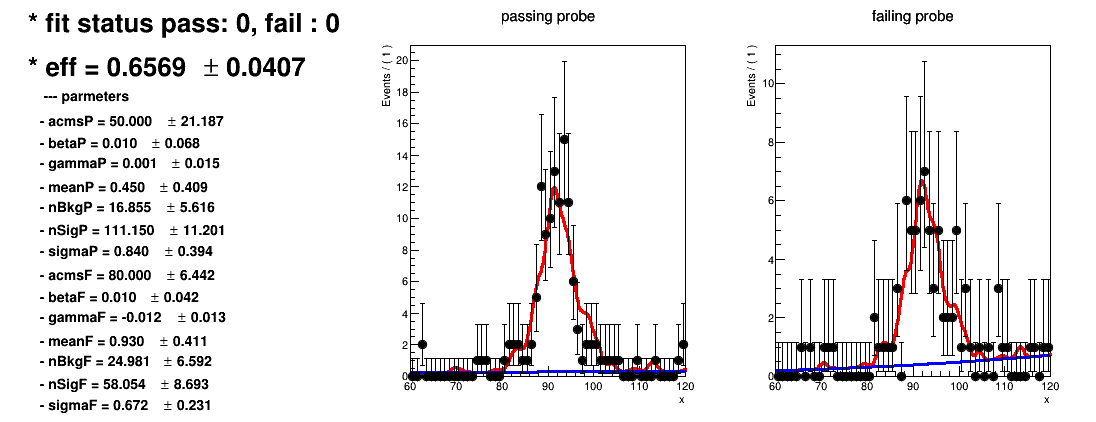 * fit status pass: 0, fail : 0
* eff = 0.6569 ± 0.0407
--- parmeters
- acmsP = 50.000 ± 21.187
- betaP = 0.010 ± 0.068
- gammaP = 0.001 ± 0.015
- meanP = 0.450 ± 0.409
- nBkgP = 16.855 ± 5.616
- nSigP = 111.150 ± 11.201
- sigmaP = 0.840 ± 0.394
- acmsF = 80.000 ± 6.442
- betaF = 0.010 ± 0.042
- gammaF = -0.012 ± 0.013
- meanF = 0.930 ± 0.411
- nBkgF = 24.981 ± 6.592
- nSigF = 58.054 ± 8.693
- sigmaF = 0.672 ± 0.231
passing probe
Events / ( 1 )
20
18
16
14
12
10
8
6
4
2
0
60 70 80 90 100 110 120
x
failing probe
Events / ( 1 )
10
8
6
4
2
0
60 70 80 90 100 110 120
x